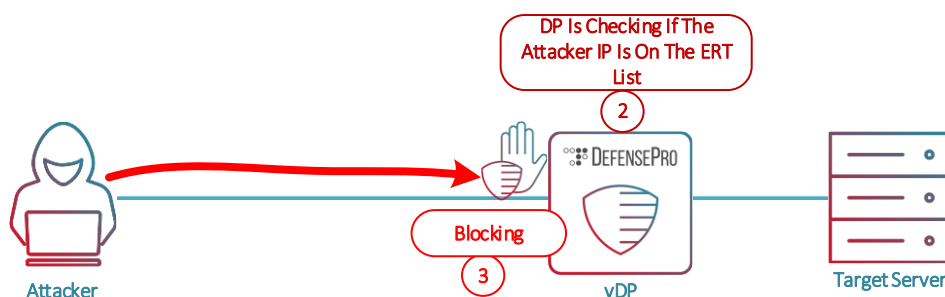 DP Is Checking If The
Attacker IP Is On The ERT
List
2
DEFENSEPRO
Blocking
3
Attacker
vDP
Target Server